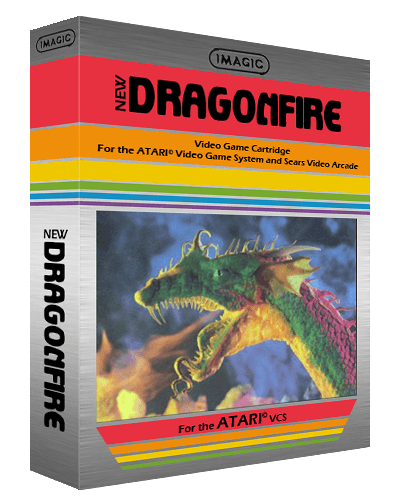 IMAGIC
IMAGIC
NEW DRAGONFIRE
Video Game Cartridge
For the ATARI® Video Game System and Sears Video Arcade
NEW DRAGONFIRE
For the ATARI® VCS